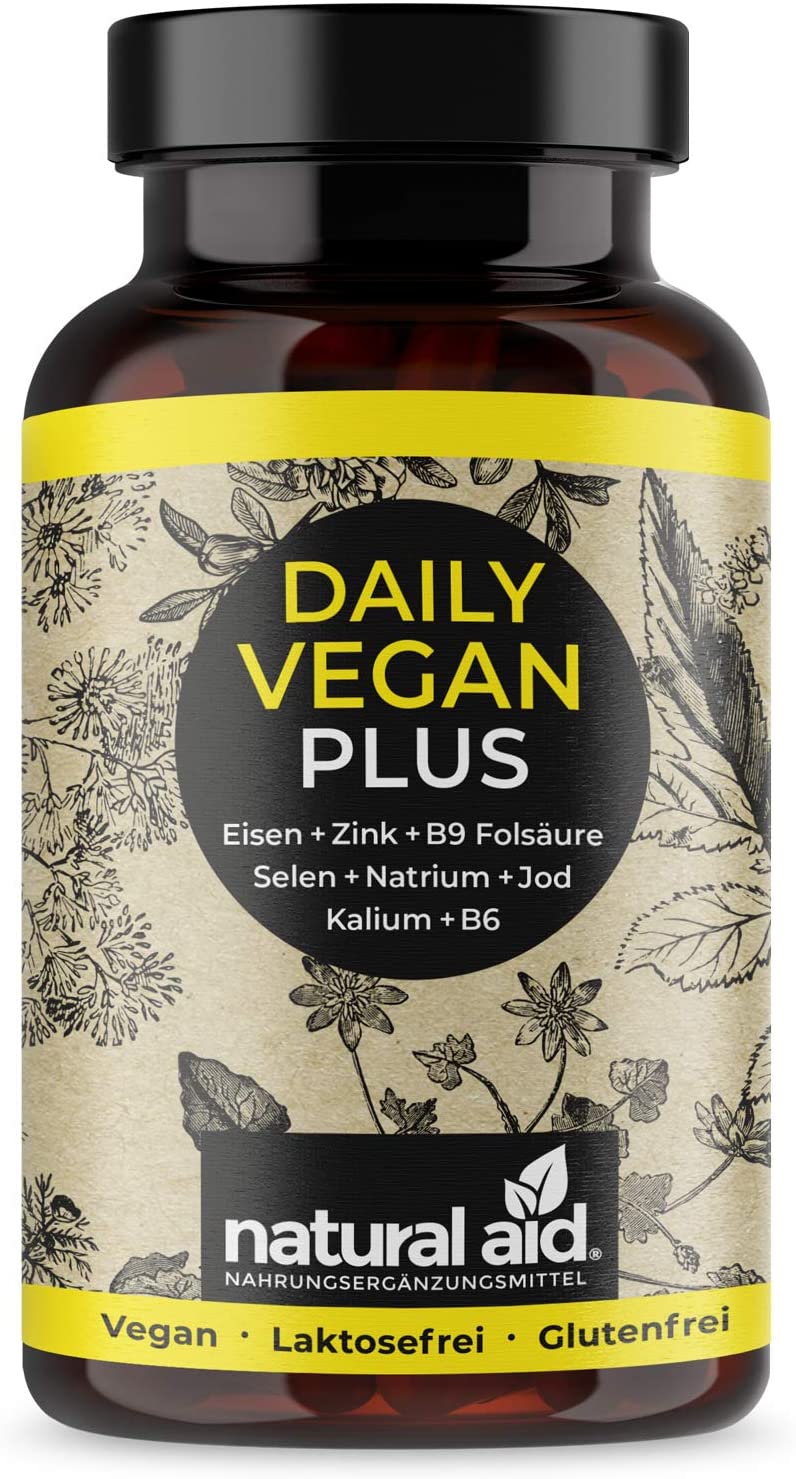 DAILY
VEGAN
PLUS
Eisen + Zink + B9 Folsäure
Selen + Natrium + Jod
Kalium + B6
natural aid®
NAHRUNGSERGÄNZUNGSMITTEL
Vegan · Laktosefrei · Glutenfrei